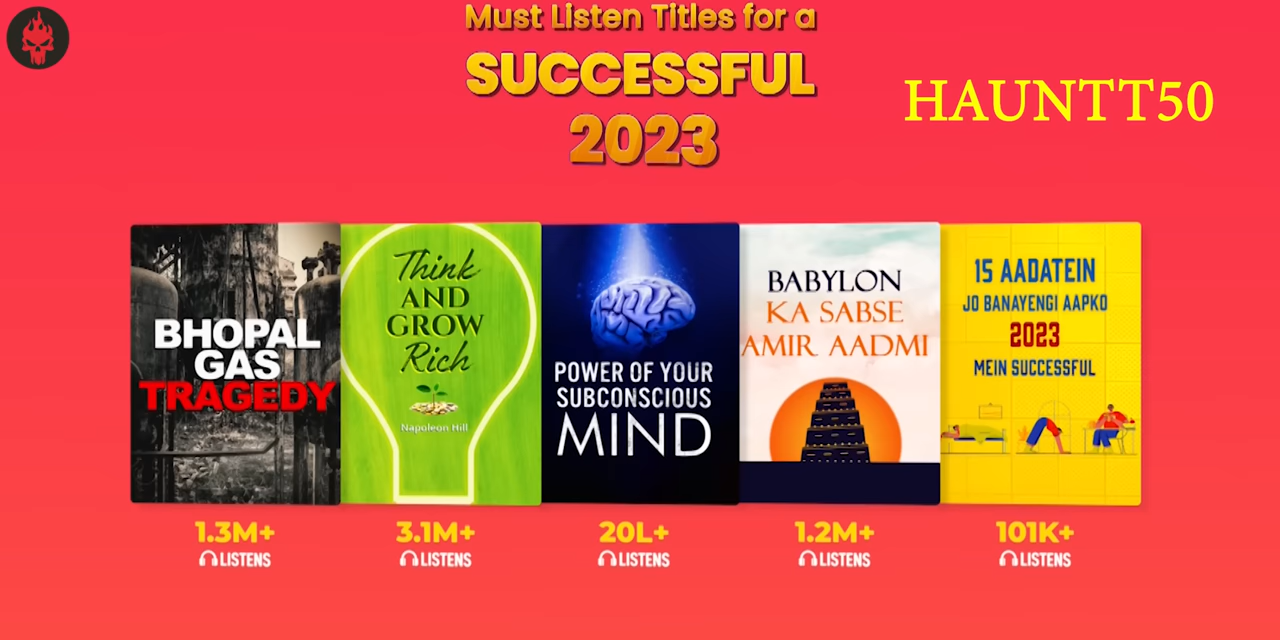 Must Listen Titles for a
SUCCESSFUL
2023
HAUNTT50
BHOPAL
GAS
TRAGEDY
Think
AND
GROW
Rich
Napoleon Hill
POWER OF YOUR
SUBCONSCIOUS
MIND
BABYLON
KA SABSE
AMIR AADMI
15 AADATEIN
JO BANAYENGI AAPKO
2023
MEIN SUCCESSFUL
1.3M+
LISTENS
3.1M+
LISTENS
20L+
LISTENS
1.2M+
LISTENS
101K+
LISTENS